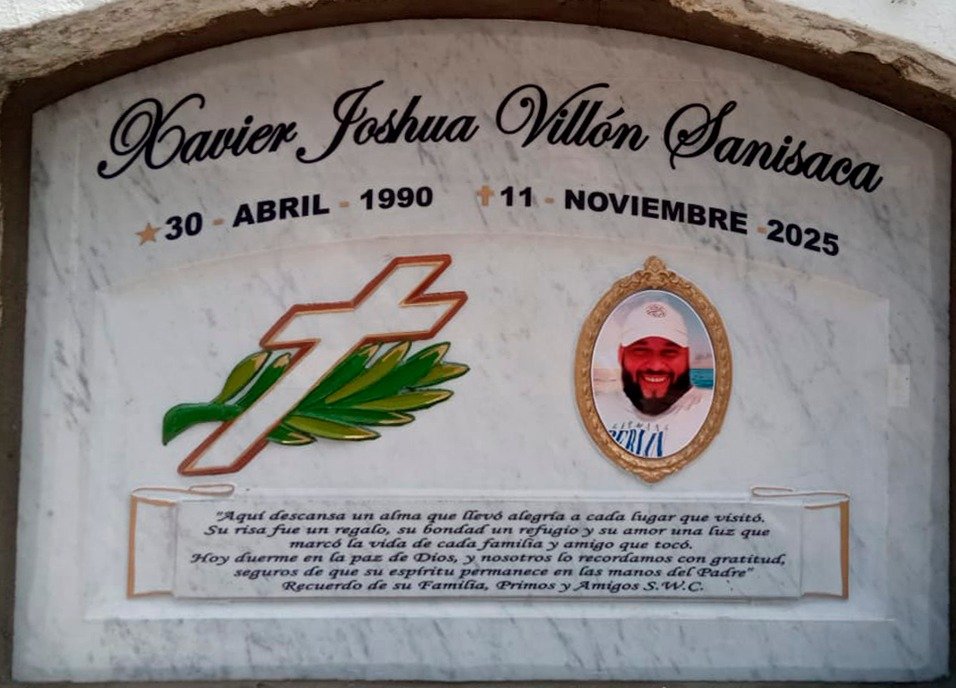 Xavier Joshua Villón Sanisaca
30 - ABRIL - 1990 11 - NOVIEMBRE - 2025
BERLIN
"Aquí descansa un alma que llevó alegría a cada lugar que visitó.
Su risa fue un regalo, su bondad un refugio y su amor una luz que
marcó la vida de cada familia y amigo que tocó.
Hoy duerme en la paz de Dios, y nosotros lo recordamos con gratitud,
seguros de que su espíritu permanece en las manos del Padre"
Recuerdo de su Familia, Primos y Amigos S.W.C.